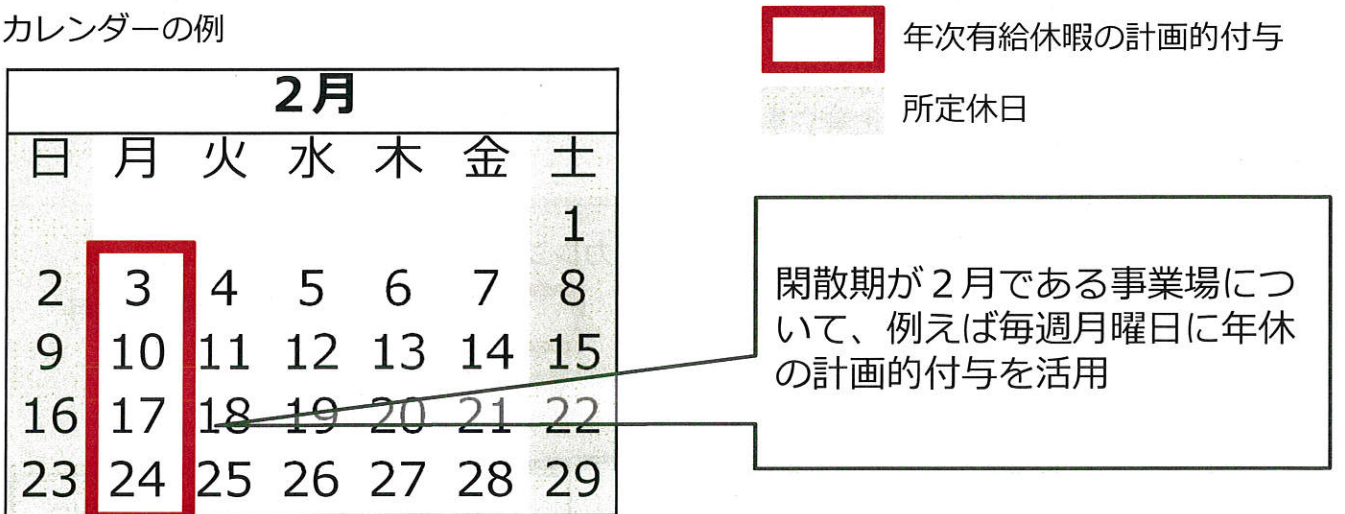 カレンダーの例
年次有給休暇の計画的付与
所定休日
2月
日 月 火 水 木 金 土
1
2 3 4 5 6 7 8
9 10 11 12 13 14 15
16 17 18 19 20 21 22
23 24 25 26 27 28 29
閑散期が2月である事業場につ
いて、例えば毎週月曜日に年休
の計画的付与を活用